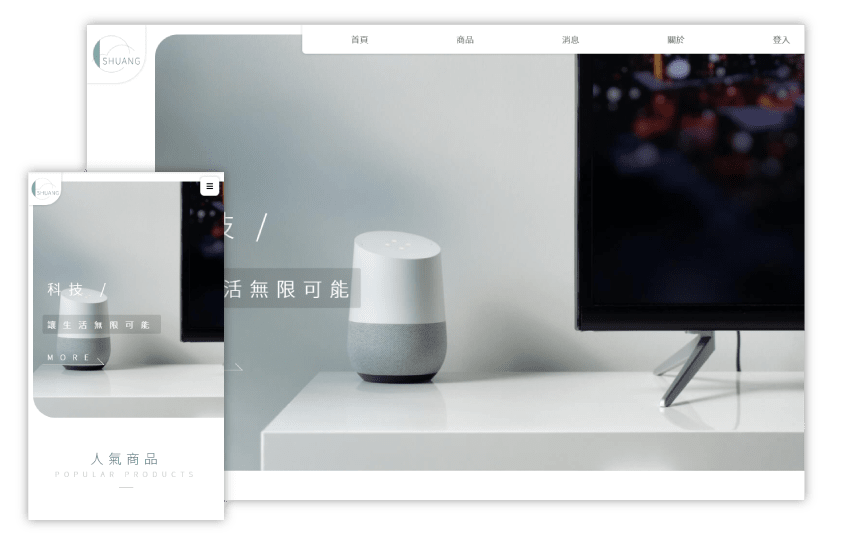 SHUANG
首頁 商品 消息 關於 登入
技 /
活無限可能
SHUANG
科技 /
讓生活無限可能
MORE
人氣商品
POPULAR PRODUCTS